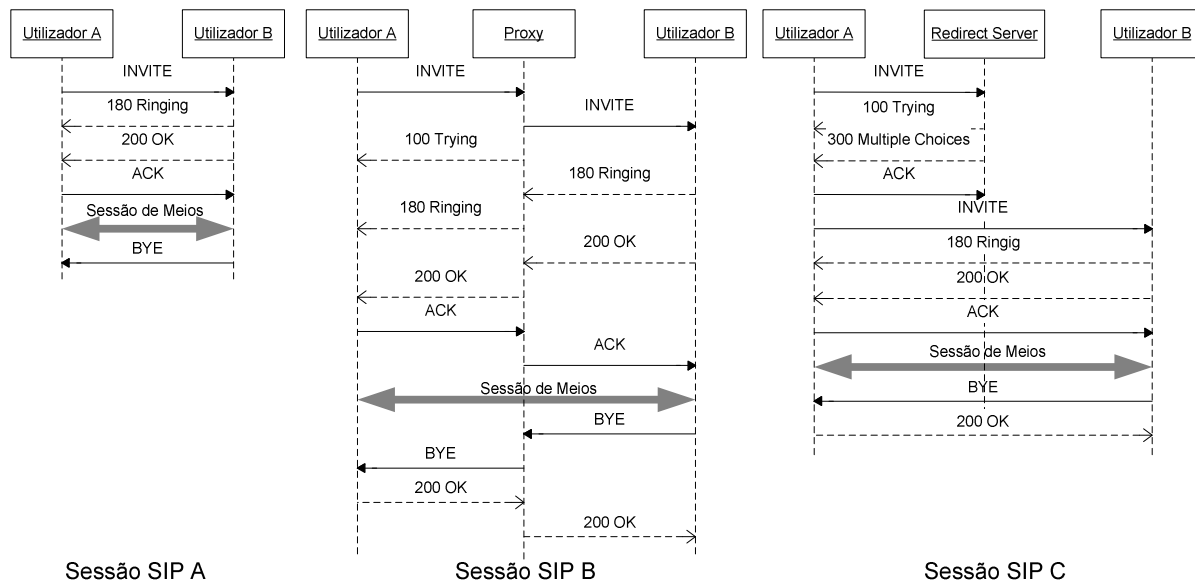 Utilizador A
Utilizador B
INVITE
180 Ringing
200 OK
ACK
Sessão de Meios
BYE
Sessão SIP A
Utilizador A
Proxy
Utilizador B
INVITE
INVITE
100 Trying
180 Ringing
180 Ringing
200 OK
200 OK
ACK
ACK
Sessão de Meios
BYE
BYE
200 OK
200 OK
Sessão SIP B
Utilizador A
Redirect Server
Utilizador B
INVITE
100 Trying
300 Multiple Choices
ACK
INVITE
180 Ringig
200 OK
ACK
Sessão de Meios
BYE
200 OK
Sessão SIP C